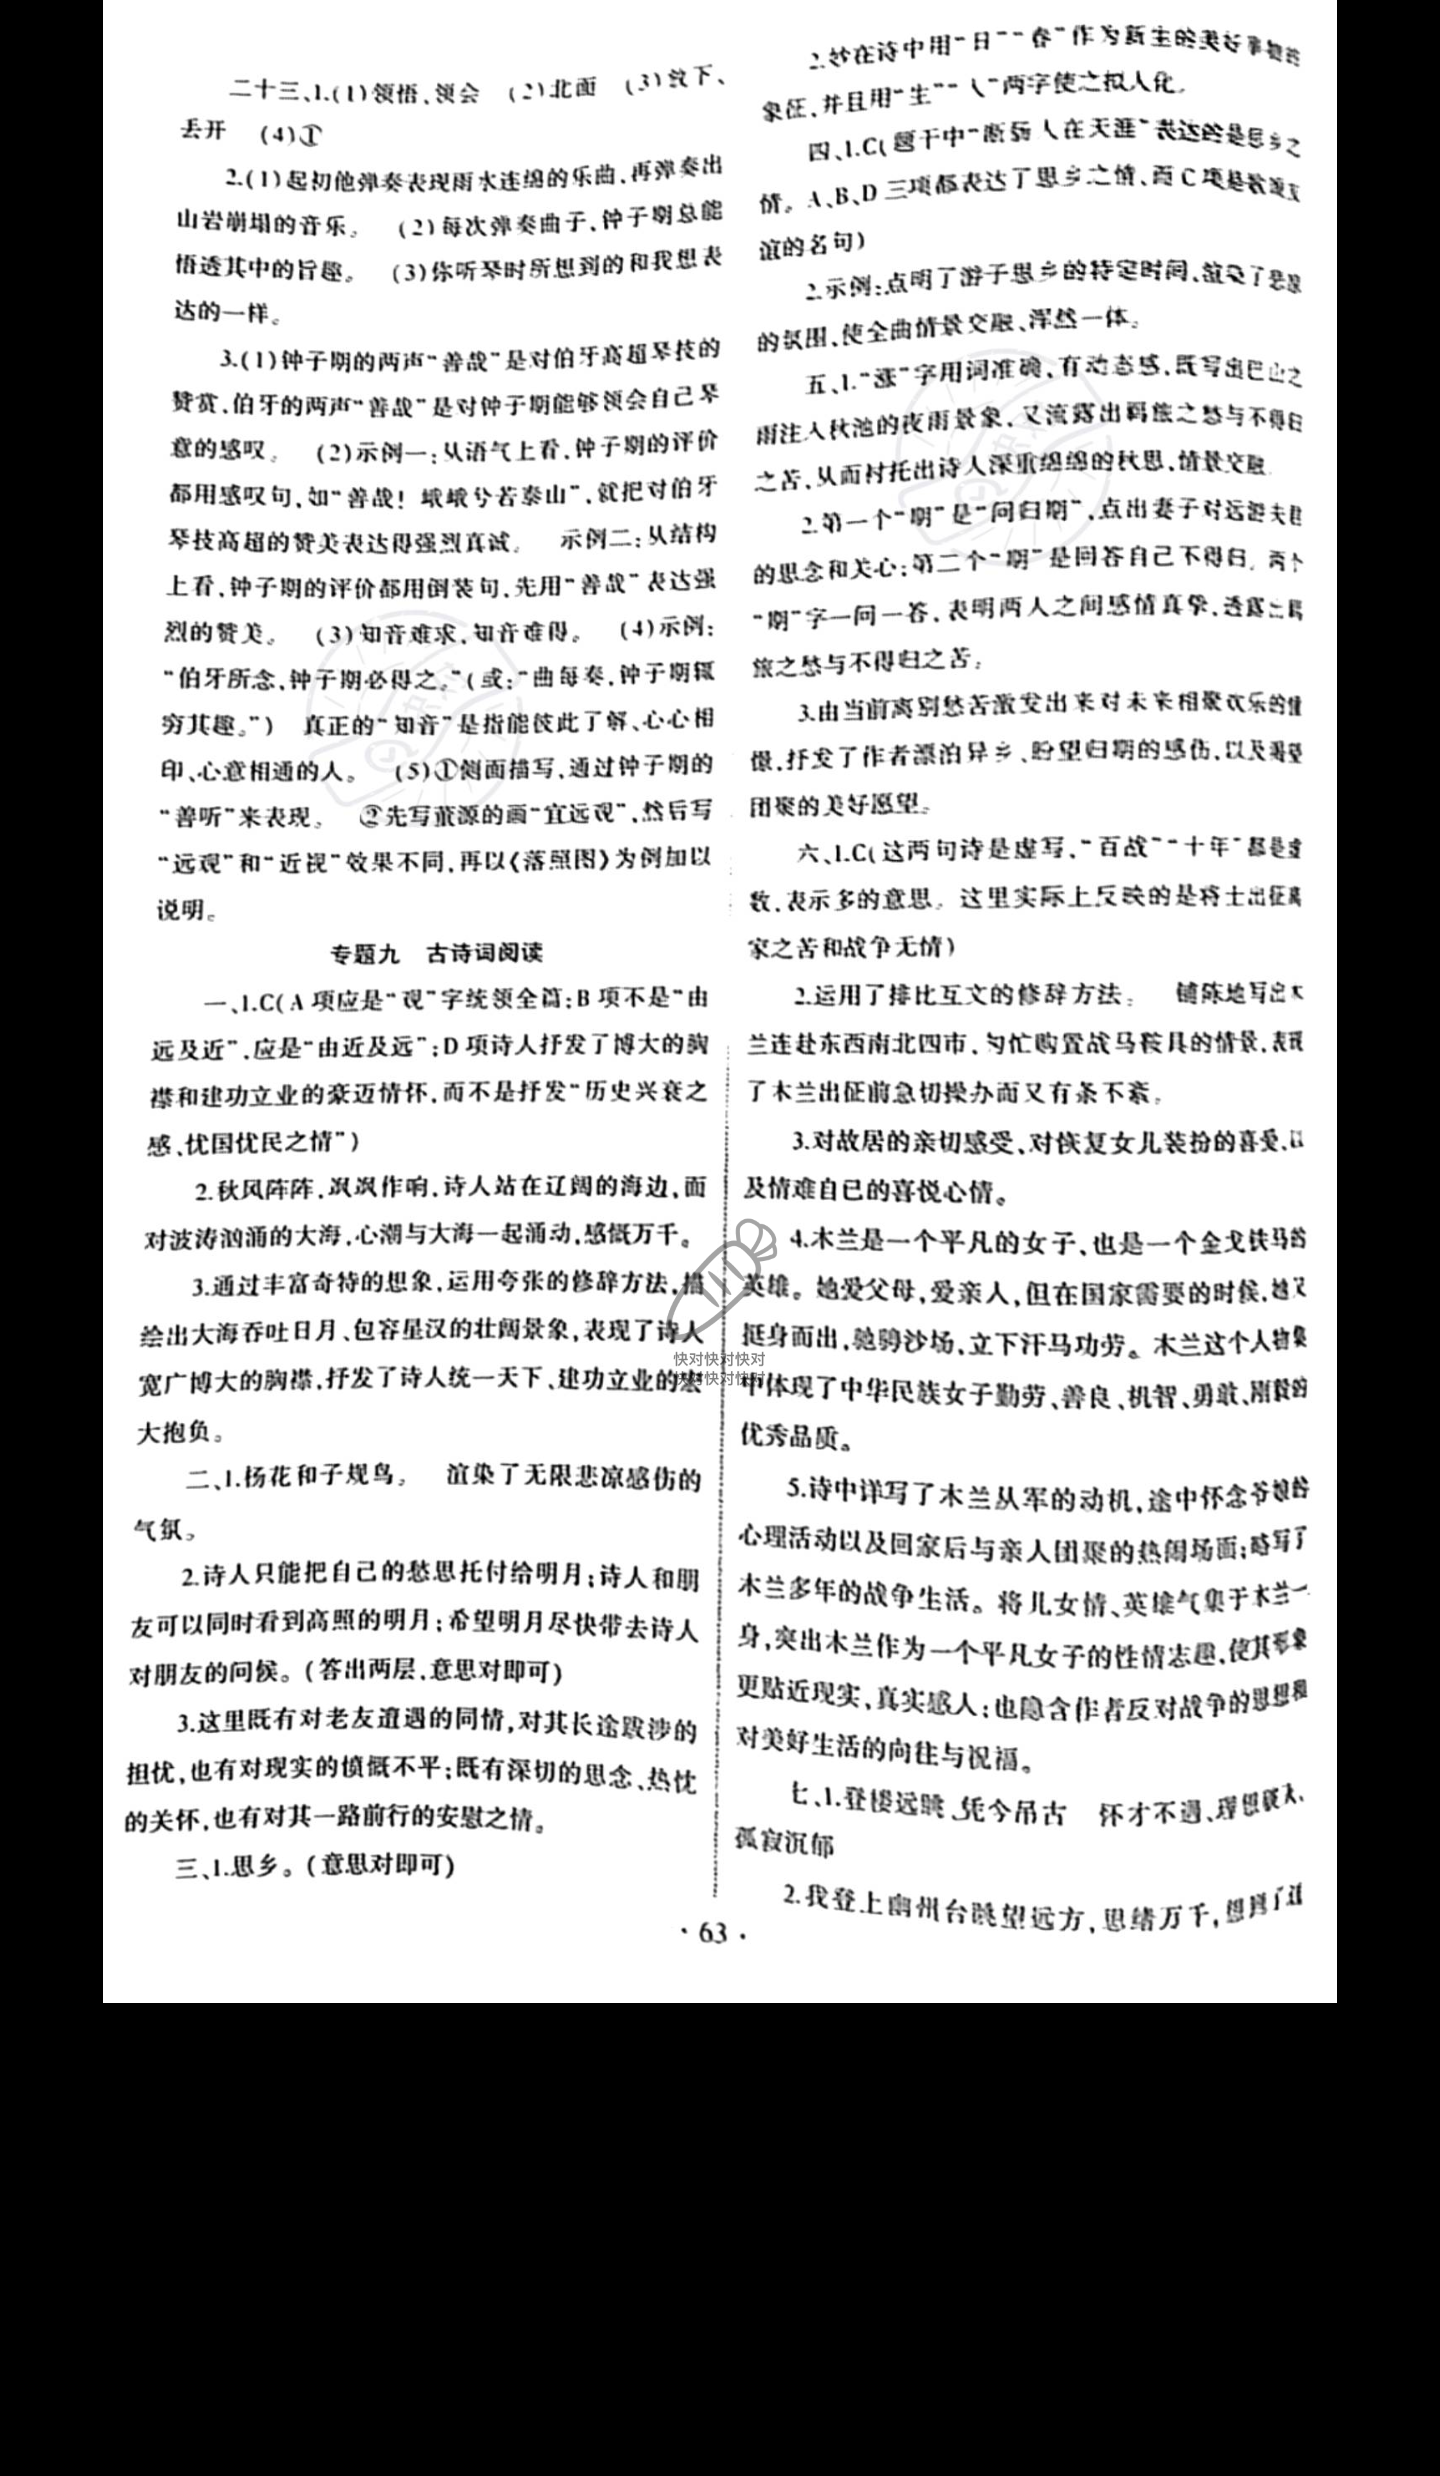 二十三、1.(1)领悟、领会 (2)北面 (3)放下、
丢开 (4)①
2.(1)起初他弹奏表现雨水连绵的乐曲,再弹奏出
山岩崩塌的音乐。 (2)每次弹奏曲子,钟子期总能
悟透其中的旨趣。 (3)你听琴时所想到的和我想表
达的一样。
3.(1)钟子期的两声“善哉”是对伯牙高超琴技的
赞赏,伯牙的两声“善哉”是对钟子期能够领会自己琴
意的感叹。 (2)示例一:从语气上看,钟子期的评价
都用感叹句,如“善哉! 峨峨兮若泰山”,就把对伯牙
琴技高超的赞美表达得强烈真诚。 示例二:从结构
上看,钟子期的评价都用倒装句,先用“善哉”表达强
烈的赞美。 (3)知音难求,知音难得。 (4)示例:
“伯牙所念,钟子期必得之。”(或:“曲每奏,钟子期辄
穷其趣。”) 真正的“知音”是指能彼此了解、心心相
印、心意相通的人。 (5)①侧面描写,通过钟子期的
“善听”来表现。 ②先写董源的画“宜远观”,然后写
“远观”和“近视”效果不同,再以《落照图》为例加以
说明。
专题九 古诗词阅读
一、1.C(A 项应是“观”字统领全篇;B 项不是“由
远及近”,应是“由近及远”;D 项诗人抒发了博大的胸
襟和建功立业的豪迈情怀,而不是抒发“历史兴衰之
感、忧国忧民之情”)
2.秋风阵阵,飒飒作响,诗人站在辽阔的海边,面
对波涛汹涌的大海,心潮与大海一起涌动,感慨万千。
3.通过丰富奇特的想象,运用夸张的修辞方法,描
绘出大海吞吐日月、包容星汉的壮阔景象,表现了诗人
宽广博大的胸襟,抒发了诗人统一天下、建功立业的宏
大抱负。
二、1.杨花和子规鸟。 渲染了无限悲凉感伤的
气氛。
2.诗人只能把自己的愁思托付给明月;诗人和朋
友可以同时看到高照的明月;希望明月尽快带去诗人
对朋友的问候。(答出两层,意思对即可)
3.这里既有对老友遭遇的同情,对其长途跋涉的
担忧,也有对现实的愤慨不平;既有深切的思念、热忱
的关怀,也有对其一路前行的安慰之情。
三、1.思乡。(意思对即可)
2.妙在诗中用“日”“春”作为新生的美好事物的
象征,并且用“生”“入”两字使之拟人化。
四、1.C(题干中“断肠人在天涯”表达的是思乡之
情。A、B、D 三项都表达了思乡之情,而 C 项是歌颂友
谊的名句)
2.示例:点明了游子思乡的特定时间,渲染了悲凉
的氛围,使全曲情景交融、浑然一体。
五、1.“涨”字用词准确,有动态感,既写出巴山之
雨注入秋池的夜雨景象,又流露出羁旅之愁与不得归
之苦,从而衬托出诗人深重绵绵的秋思,情景交融
2.第一个“期”是“问归期”,点出妻子对远游夫君
的思念和关心;第二个“期”是回答自己不得归。两个
“期”字一问一答,表明两人之间感情真挚,透露出羁
旅之愁与不得归之苦。
3.由当前离别愁苦激发出来对未来相聚欢乐的憧
憬,抒发了作者漂泊异乡、盼望归期的感伤,以及渴望
团聚的美好愿望。
六、1.C(这两句诗是虚写,“百战”“十年”都是虚
数,表示多的意思。这里实际上反映的是将士出征离
家之苦和战争无情)
2.运用了排比互文的修辞方法。 铺陈地写出木
兰连赴东西南北四市,匆忙购置战马鞍具的情景,表现
了木兰出征前急切操办而又有条不紊。
3.对故居的亲切感受、对恢复女儿装扮的喜爱,以
及情难自已的喜悦心情。
4.木兰是一个平凡的女子、也是一个金戈铁马的
英雄。她爱父母,爱亲人,但在国家需要的时候,她又
挺身而出,驰骋沙场,立下汗马功劳。木兰这个人物集
中体现了中华民族女子勤劳、善良、机智、勇敢、刚毅的
优秀品质。
5.诗中详写了木兰从军的动机,途中怀念爷娘的
心理活动以及回家后与亲人团聚的热闹场面;略写了
木兰多年的战争生活。将儿女情、英雄气集于木兰一
身,突出木兰作为一个平凡女子的性情志趣,使其形象
更贴近现实,真实感人;也隐含作者反对战争的思想和
对美好生活的向往与祝福。
七、1.登楼远眺、凭今吊古 怀才不遇、理想破灭、
孤寂沉郁
2.我登上幽州台眺望远方,思绪万千,想到了过
快对快对快对
快对快对快对
· 63 ·